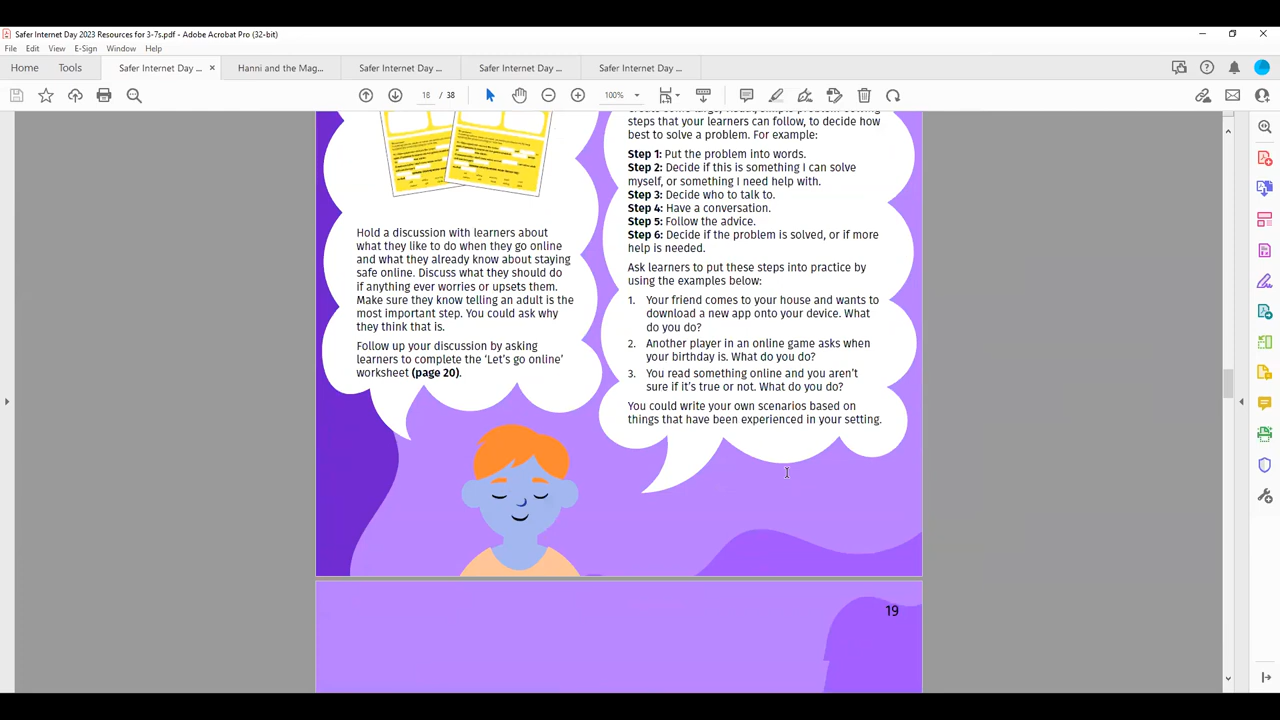 Safer Internet Day 2023 Resources for 3-7s.pdf - Adobe Acrobat Pro (32-bit)
File Edit View E-Sign Window Help
Home Tools Safer Internet Day ... × Hanni and the Mag... Safer Internet Day ... Safer Internet Day ... Safer Internet Day ...
18 / 38 100%
Hold a discussion with learners about
what they like to do when they go online
and what they already know about staying
safe online. Discuss what they should do
if anything ever worries or upsets them.
Make sure they know telling an adult is the
most important step. You could ask why
they think that is.
Follow up your discussion by asking
learners to complete the ‘Let’s go online’
worksheet (page 20).
steps that your learners can follow, to decide how
best to solve a problem. For example:
Step 1: Put the problem into words.
Step 2: Decide if this is something I can solve
myself, or something I need help with.
Step 3: Decide who to talk to.
Step 4: Have a conversation.
Step 5: Follow the advice.
Step 6: Decide if the problem is solved, or if more
help is needed.
Ask learners to put these steps into practice by
using the examples below:
1. Your friend comes to your house and wants to
download a new app onto your device. What
do you do?
2. Another player in an online game asks when
your birthday is. What do you do?
3. You read something online and you aren’t
sure if it’s true or not. What do you do?
You could write your own scenarios based on
things that have been experienced in your setting.
19